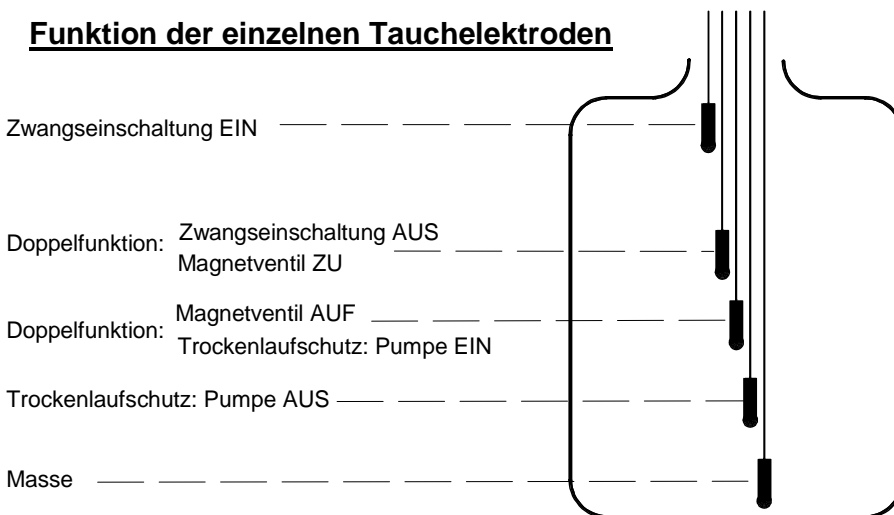 Funktion der einzelnen Tauchelektroden
Zwangseinschaltung EIN
Doppelfunktion: Zwangseinschaltung AUS
Magnetventil ZU
Doppelfunktion: Magnetventil AUF
Trockenlaufschutz: Pumpe EIN
Trockenlaufschutz: Pumpe AUS
Masse